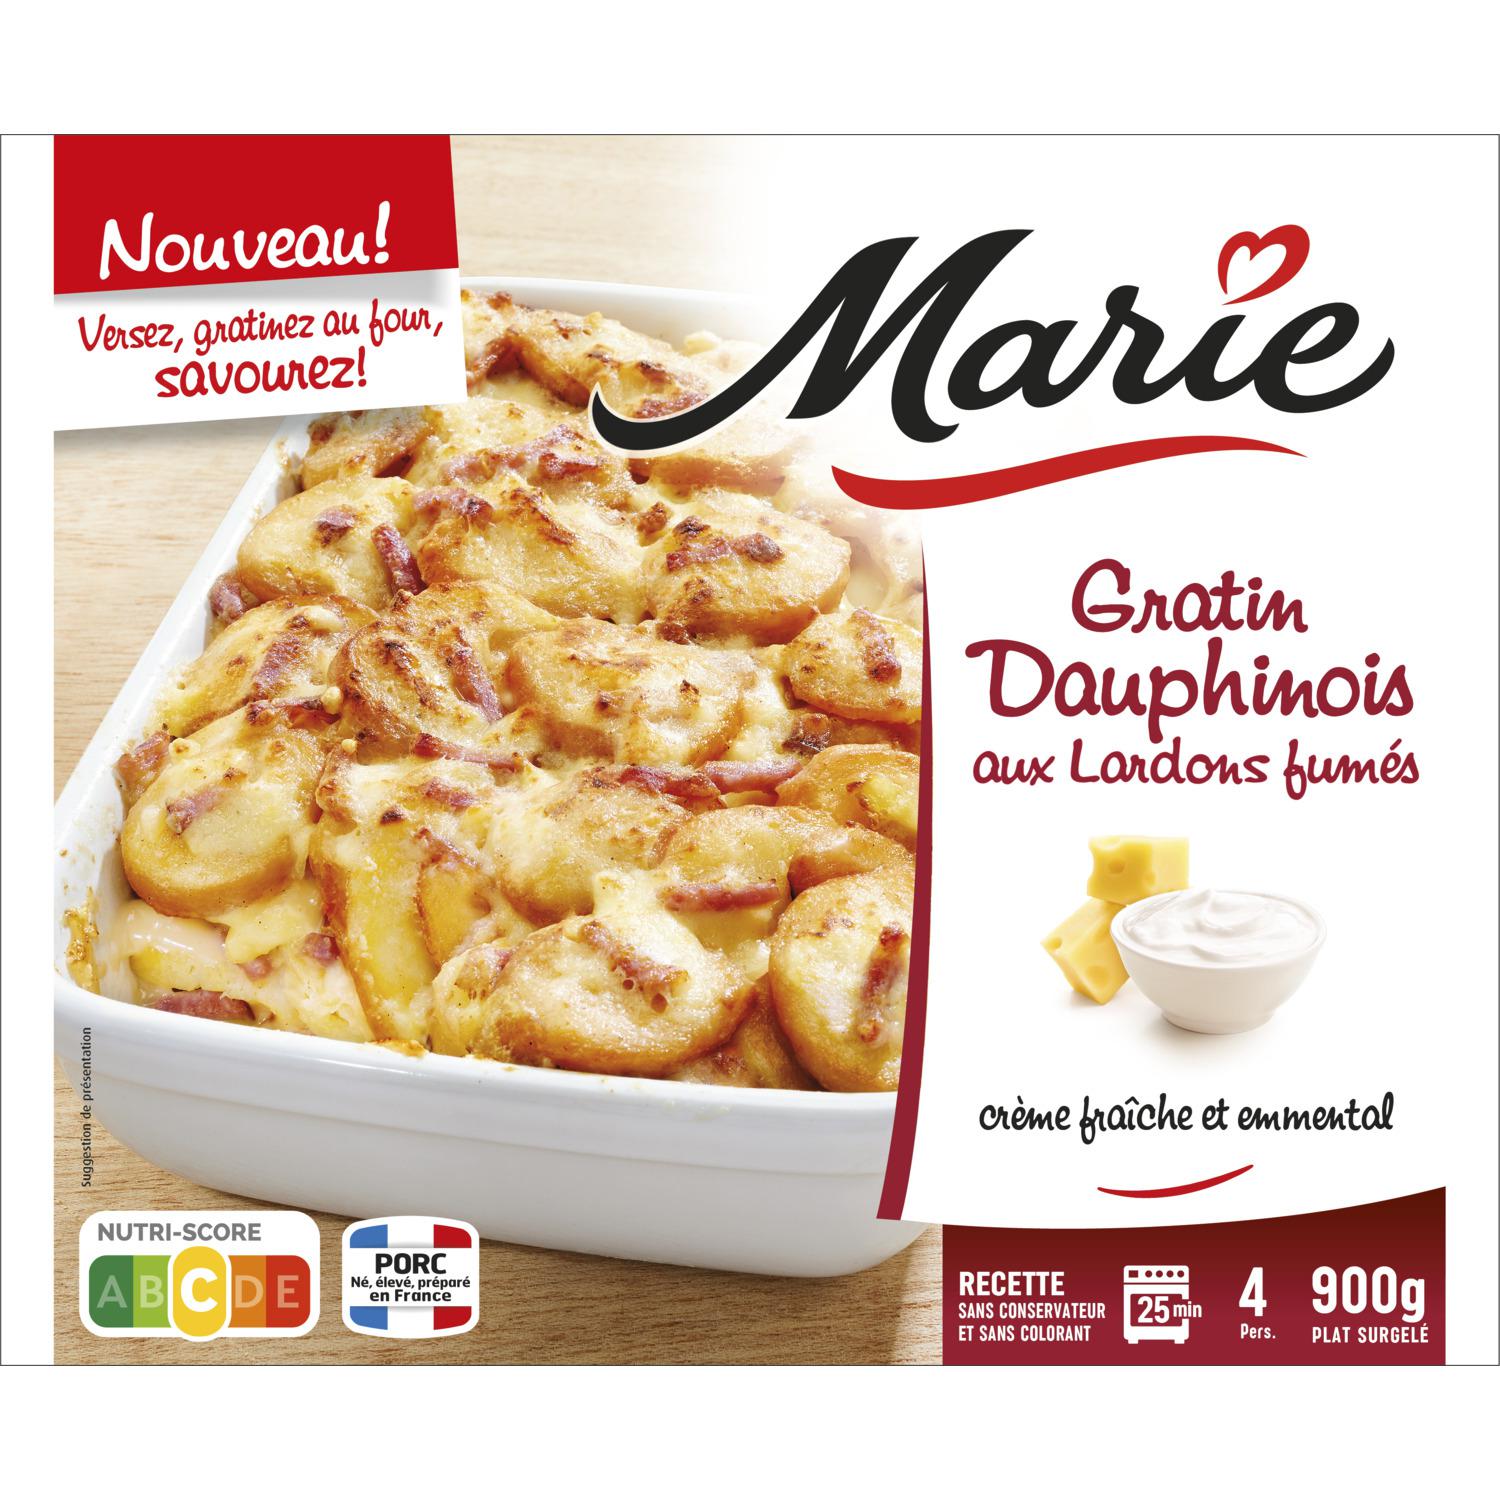 Nouveau!
Versez, gratinez au four,
savourez!
Marie
Gratin
Dauphinois
aux Lardons fumés
crème fraîche et emmental
Suggestion de présentation
NUTRI-SCORE
A B C D E
PORC
Né, élevé, préparé
en France
RECETTE
SANS CONSERVATEUR
ET SANS COLORANT
25 min
4
Pers.
900g
PLAT SURGELÉ